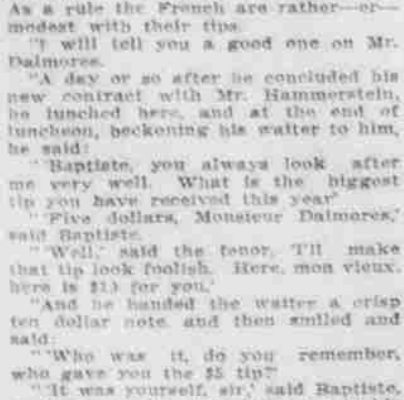 As a rule the French are rather—er—
modest with their tips.
"I will tell you a good one on Mr.
Dalmores.
"A day or so after he concluded his
new contract with Mr. Hammerstein,
he lunched here, and at the end of
luncheon, beckoning his waiter to him,
he said:
"'Baptiste, you always look after
me very well. What is the biggest
tip you have received this year'
"'Five dollars, Monsieur Dalmores,'
said Baptiste.
"'Well,' said the tenor, 'I'll make
that tip look foolish. Here, mon vieux,
here is for you.'
"And he handed the waiter a crisp
ten dollar note, and then smiled and
said:
"'Who was it, do you remember,
who gave you the $5 tip?'
"'It was yourself, sir,' said Baptiste,